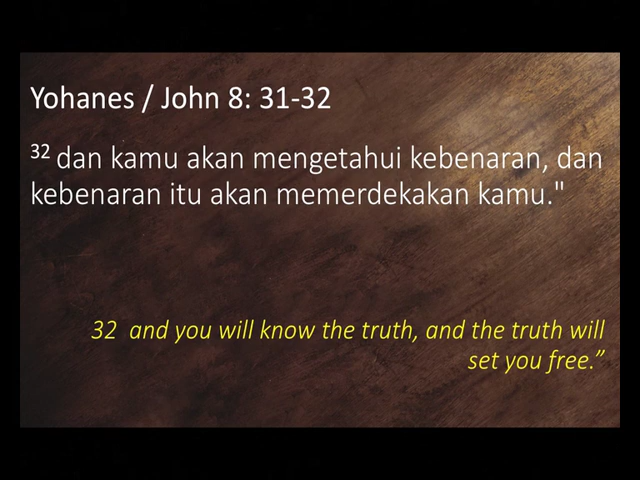 Yohanes / John 8: 31-32
32 dan kamu akan mengetahui kebenaran, dan
kebenaran itu akan memerdekakan kamu."
32  and you will know the truth, and the truth will
set you free.”